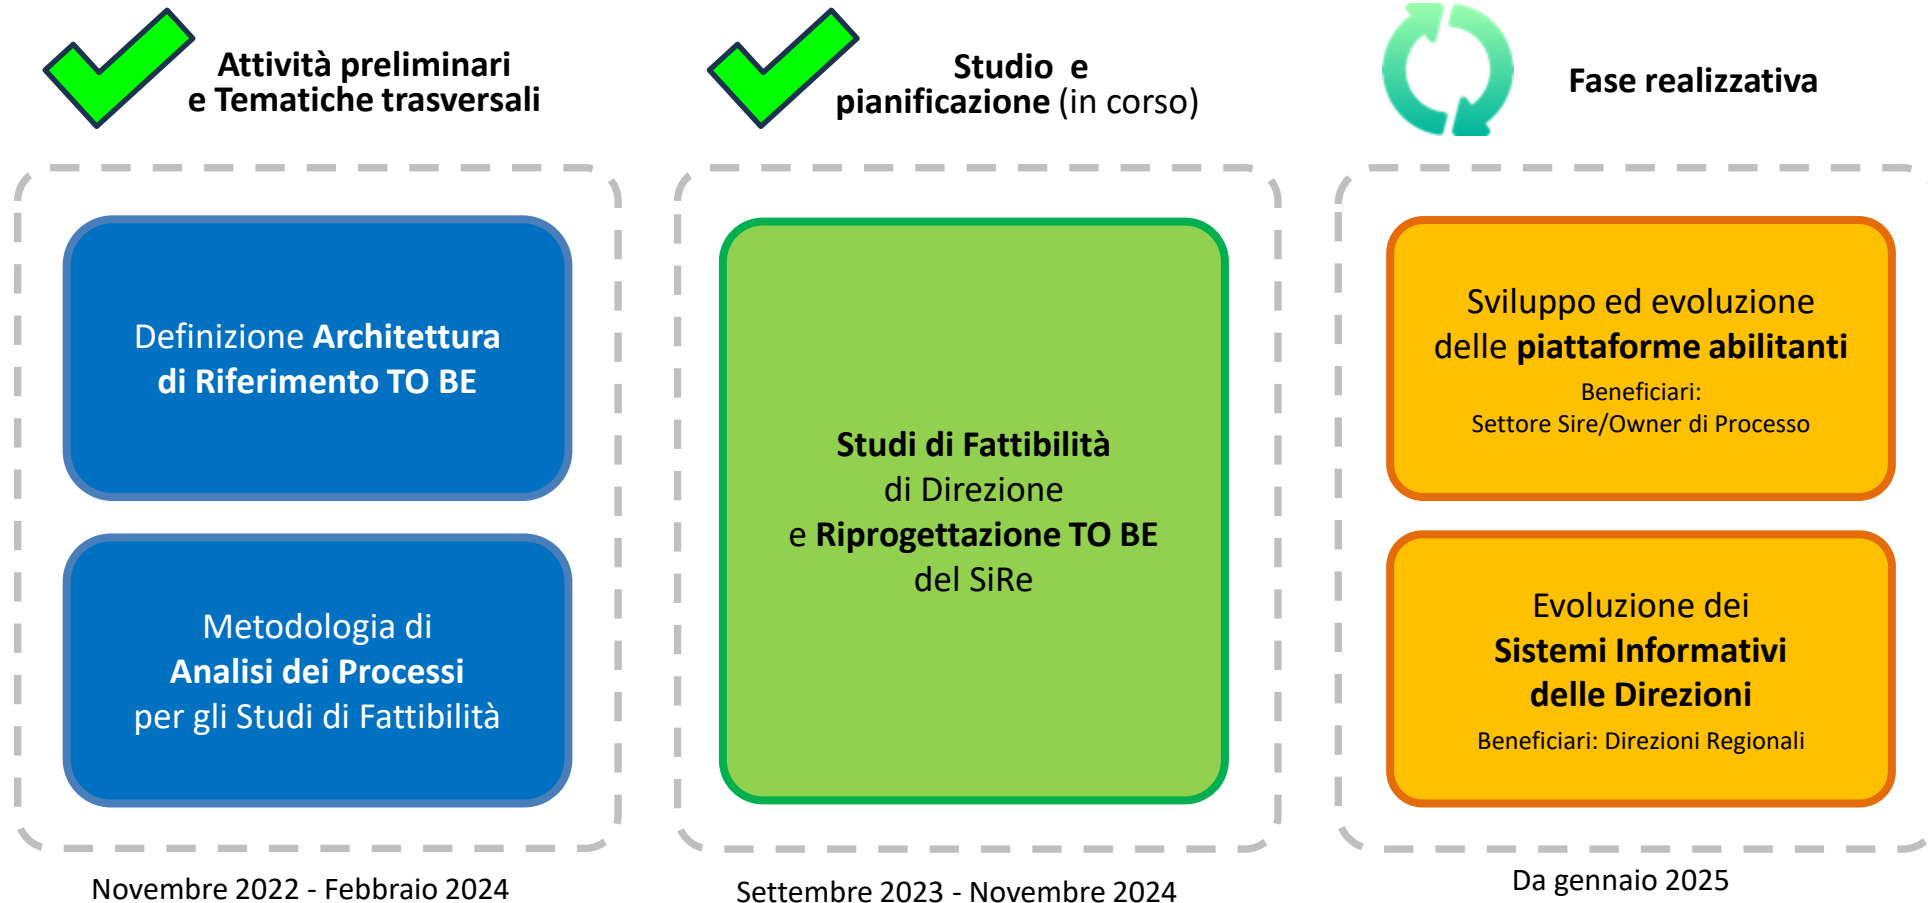 Attività preliminari
e Tematiche trasversali
Definizione Architettura
di Riferimento TO BE
Metodologia di
Analisi dei Processi
per gli Studi di Fattibilità
Novembre 2022 - Febbraio 2024
Studio e
pianificazione (in corso)
Studi di Fattibilità
di Direzione
e Riprogettazione TO BE
del SiRe
Settembre 2023 - Novembre 2024
Fase realizzativa
Sviluppo ed evoluzione
delle piattaforme abilitanti
Beneficiari:
Settore Sire/Owner di Processo
Evoluzione dei
Sistemi Informativi
delle Direzioni
Beneficiari: Direzioni Regionali
Da gennaio 2025